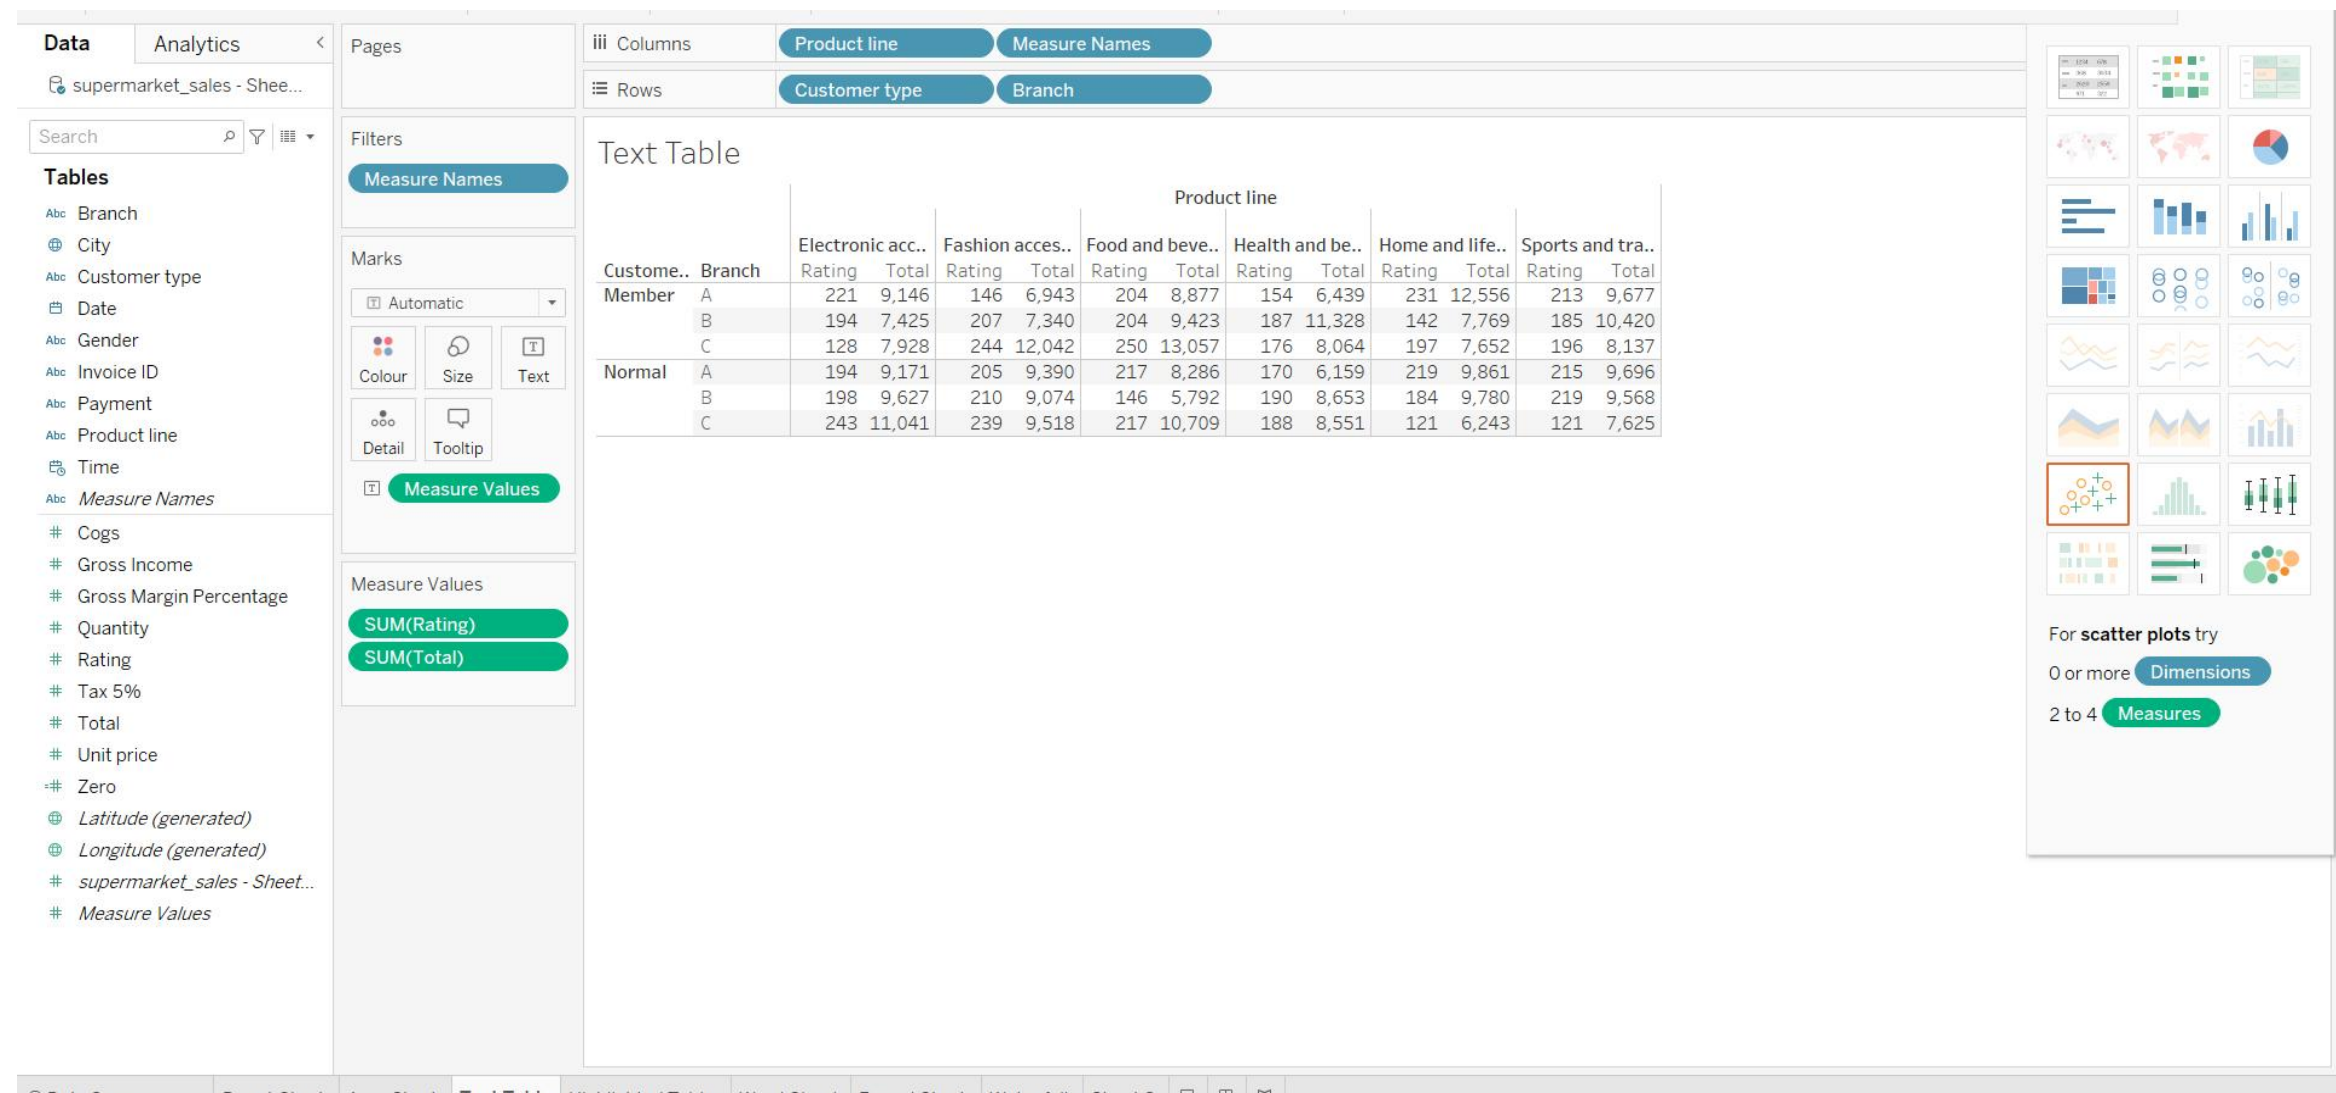 Data Analytics
supermarket_sales - Shee...
Search
Tables
Abc Branch
City
Abc Customer type
Date
Abc Gender
Abc Invoice ID
Abc Payment
Abc Product line
Time
Abc Measure Names
# Cogs
# Gross Income
# Gross Margin Percentage
# Quantity
# Rating
# Tax 5%
# Total
# Unit price
=# Zero
Latitude (generated)
Longitude (generated)
# supermarket_sales - Sheet...
# Measure Values
Pages
Filters
Measure Names
Marks
T Automatic
Colour Size Text
Detail Tooltip
T Measure Values
Measure Values
SUM(Rating)
SUM(Total)
Columns Product line Measure Names
Rows Customer type Branch
Text Table
Product line
Electronic acc.. Fashion acces.. Food and beve.. Health and be.. Home and life.. Sports and tra..
Custome.. Branch Rating Total Rating Total Rating Total Rating Total Rating Total Rating Total
Member A 221 9,146 146 6,943 204 8,877 154 6,439 231 12,556 213 9,677
B 194 7,425 207 7,340 204 9,423 187 11,328 142 7,769 185 10,420
C 128 7,928 244 12,042 250 13,057 176 8,064 197 7,652 196 8,137
Normal A 194 9,171 205 9,390 217 8,286 170 6,159 219 9,861 215 9,696
B 198 9,627 210 9,074 146 5,792 190 8,653 184 9,780 219 9,568
C 243 11,041 239 9,518 217 10,709 188 8,551 121 6,243 121 7,625
For scatter plots try
0 or more Dimensions
2 to 4 Measures